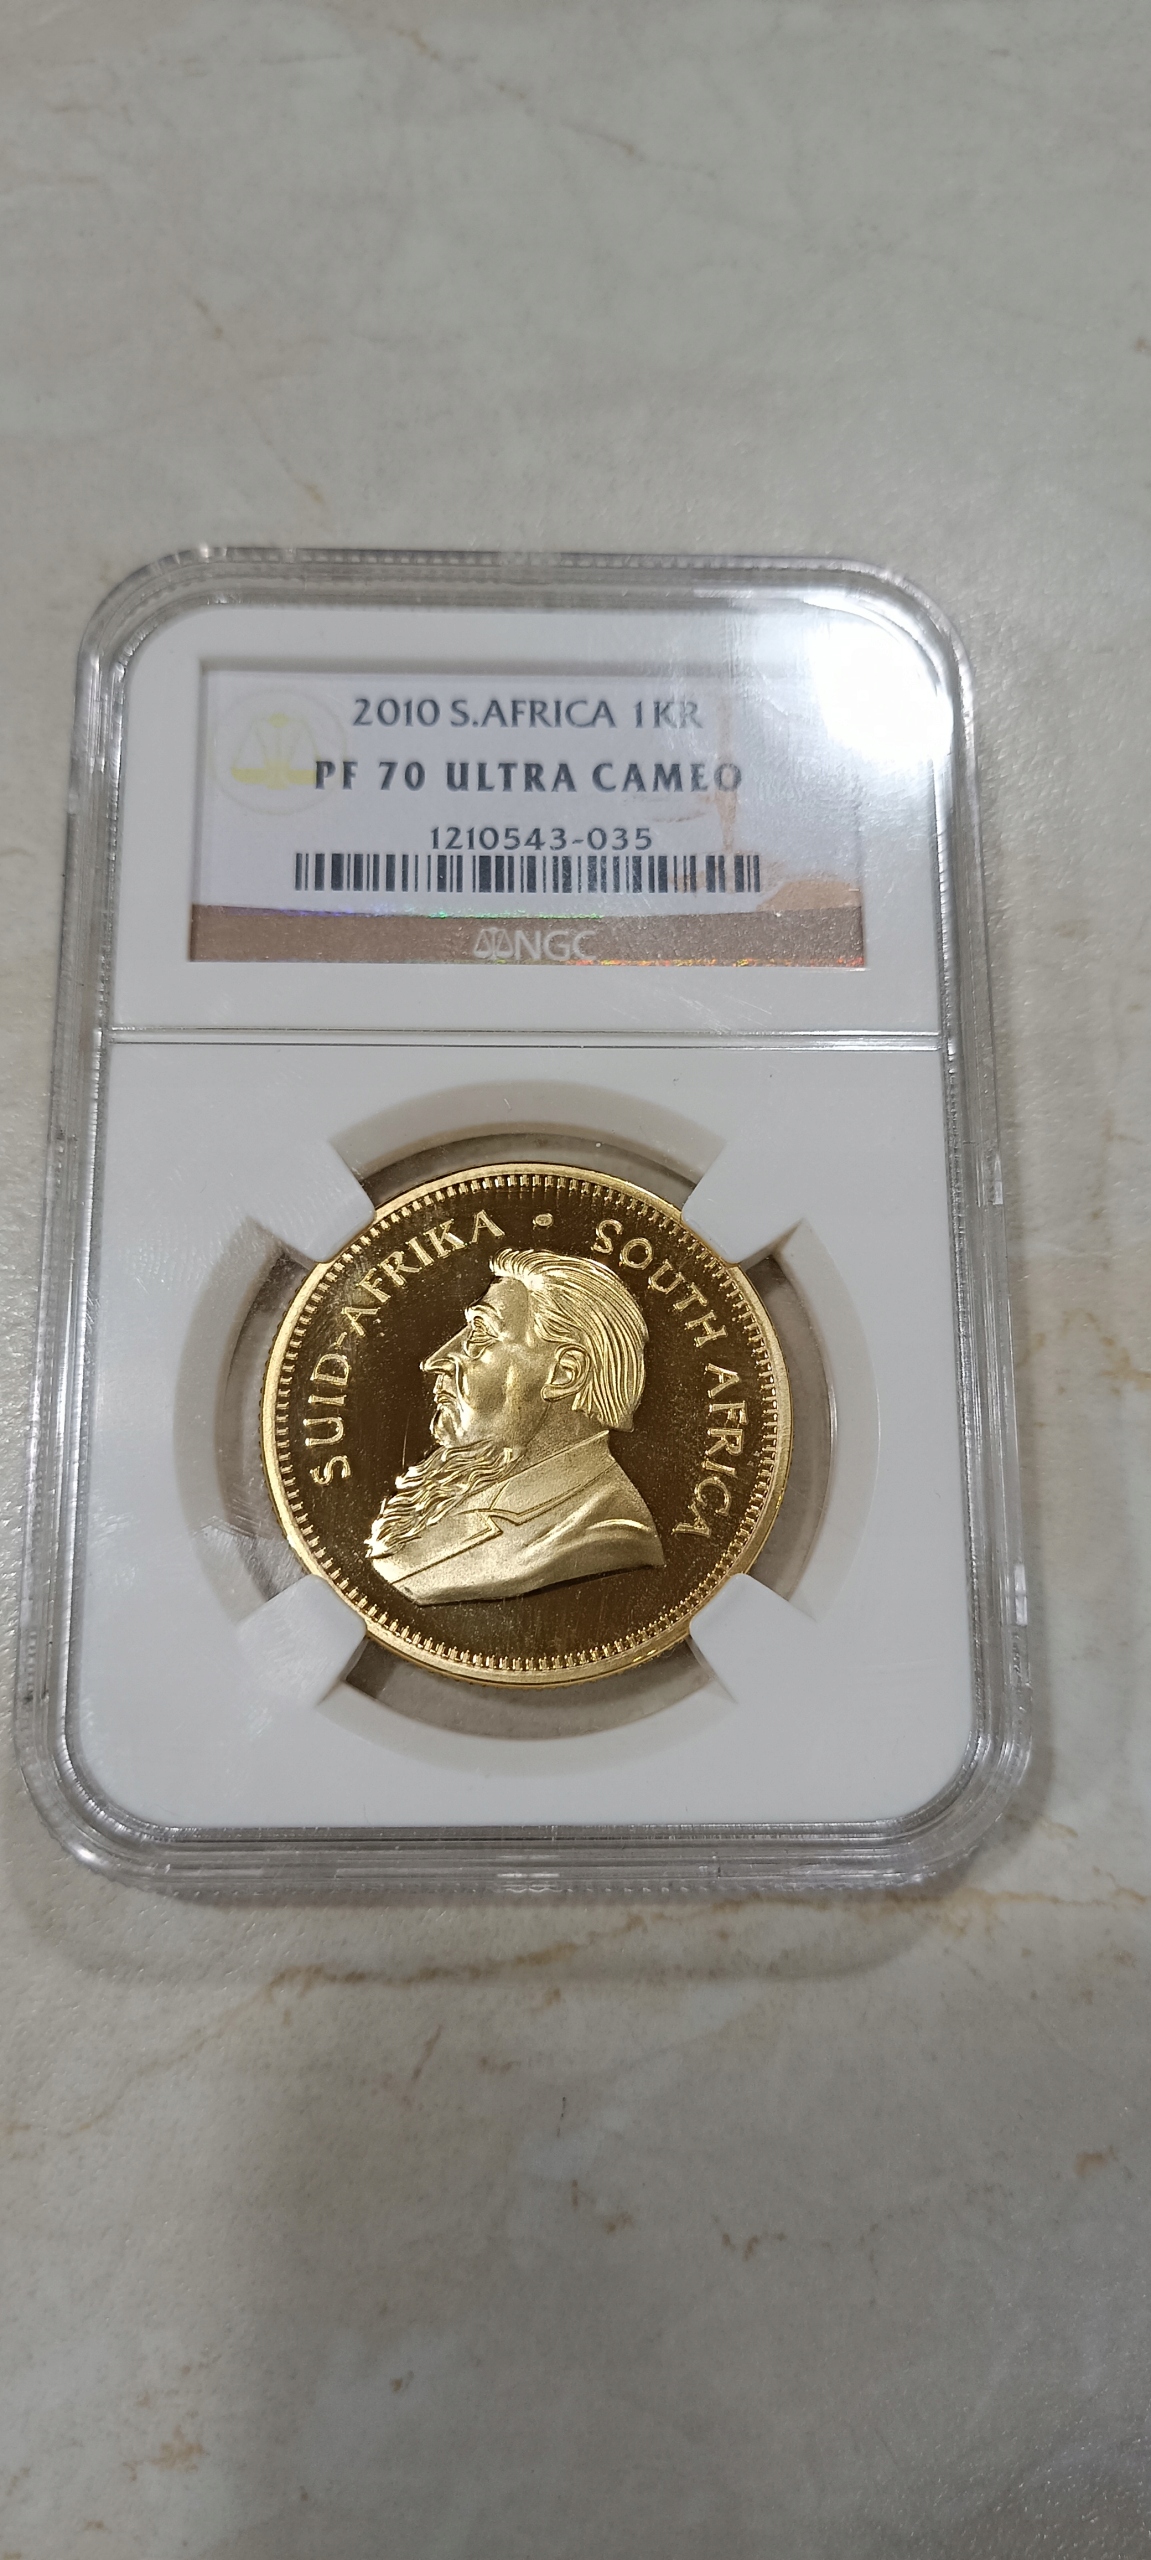 2010 S.AFRICA 1KR
PF 70 ULTRA CAMEO
1210543-035
NGC
SUID-AFRIKA · SOUTH AFRICA